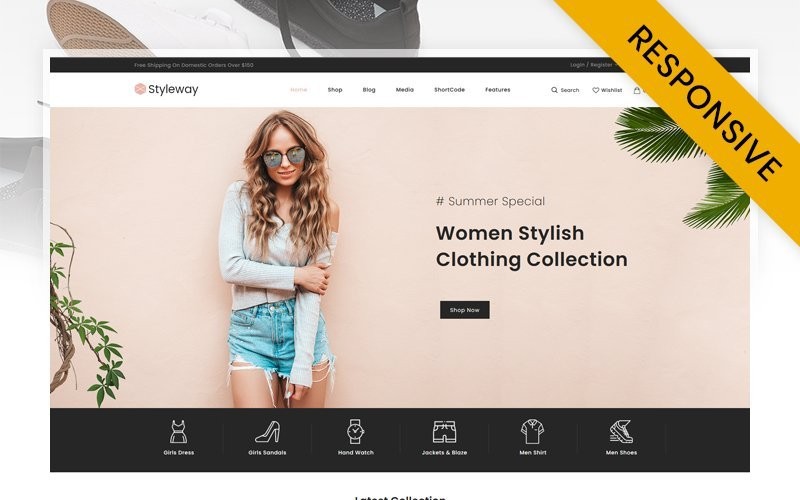 RESPONSIVE
Free Shipping On Domestic Orders Over $150
Login / Register
Styleway
Home Shop Blog Media ShortCode Features
Search Wishlist
# Summer Special
Women Stylish
Clothing Collection
Shop Now
Girls Dress Girls Sandals Hand Watch Jackets & Blaze Men Shirt Men Shoes
Latest Collection